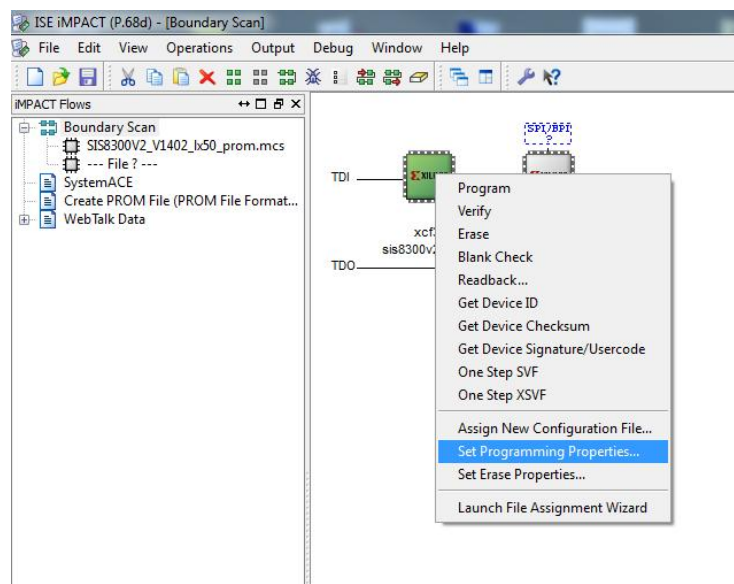 ISE iMPACT (P.68d) - [Boundary Scan]
File Edit View Operations Output Debug Window Help
iMPACT Flows
Boundary Scan
SIS8300V2_V1402_lx50_prom.mcs
--- File ? ---
SystemACE
Create PROM File (PROM File Format...
WebTalk Data
SPI/BPI
?
TDI
TDO
Program
Verify
Erase
Blank Check
Readback...
Get Device ID
Get Device Checksum
Get Device Signature/Usercode
One Step SVF
One Step XSVF
Assign New Configuration File...
Set Programming Properties...
Set Erase Properties...
Launch File Assignment Wizard